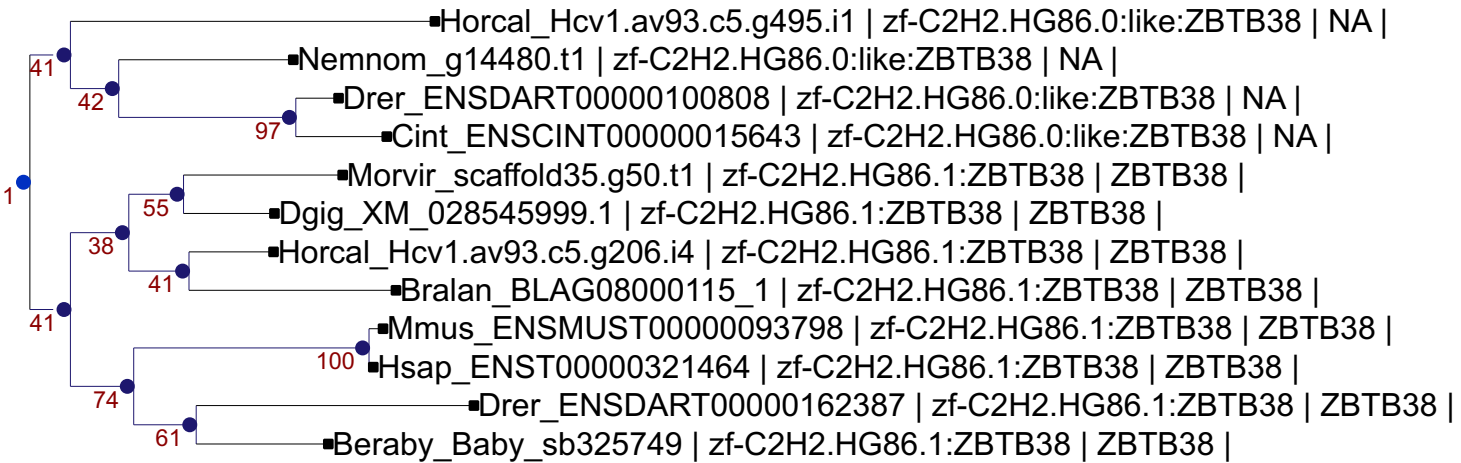 Horcal_Hcv1.av93.c5.g495.i1 | zf-C2H2.HG86.0:like:ZBTB38 | NA |
41
Nemnom_g14480.t1 | zf-C2H2.HG86.0:like:ZBTB38 | NA |
42
Drer_ENSDART00000100808 | zf-C2H2.HG86.0:like:ZBTB38 | NA |
97
Cint_ENSCINT00000015643 | zf-C2H2.HG86.0:like:ZBTB38 | NA |
Morvir_scaffold35.g50.t1 | zf-C2H2.HG86.1:ZBTB38 | ZBTB38 |
1
55
Dgig_XM_028545999.1 | zf-C2H2.HG86.1:ZBTB38 | ZBTB38 |
38
Horcal_Hcv1.av93.c5.g206.i4 | zf-C2H2.HG86.1:ZBTB38 | ZBTB38 |
41
Bralan_BLAG08000115_1 | zf-C2H2.HG86.1:ZBTB38 | ZBTB38 |
41
Mmus_ENSMUST00000093798 | zf-C2H2.HG86.1:ZBTB38 | ZBTB38 |
100
Hsap_ENST00000321464 | zf-C2H2.HG86.1:ZBTB38 | ZBTB38 |
74
Drer_ENSDART00000162387 | zf-C2H2.HG86.1:ZBTB38 | ZBTB38 |
61
Beraby_Baby_sb325749 | zf-C2H2.HG86.1:ZBTB38 | ZBTB38 |